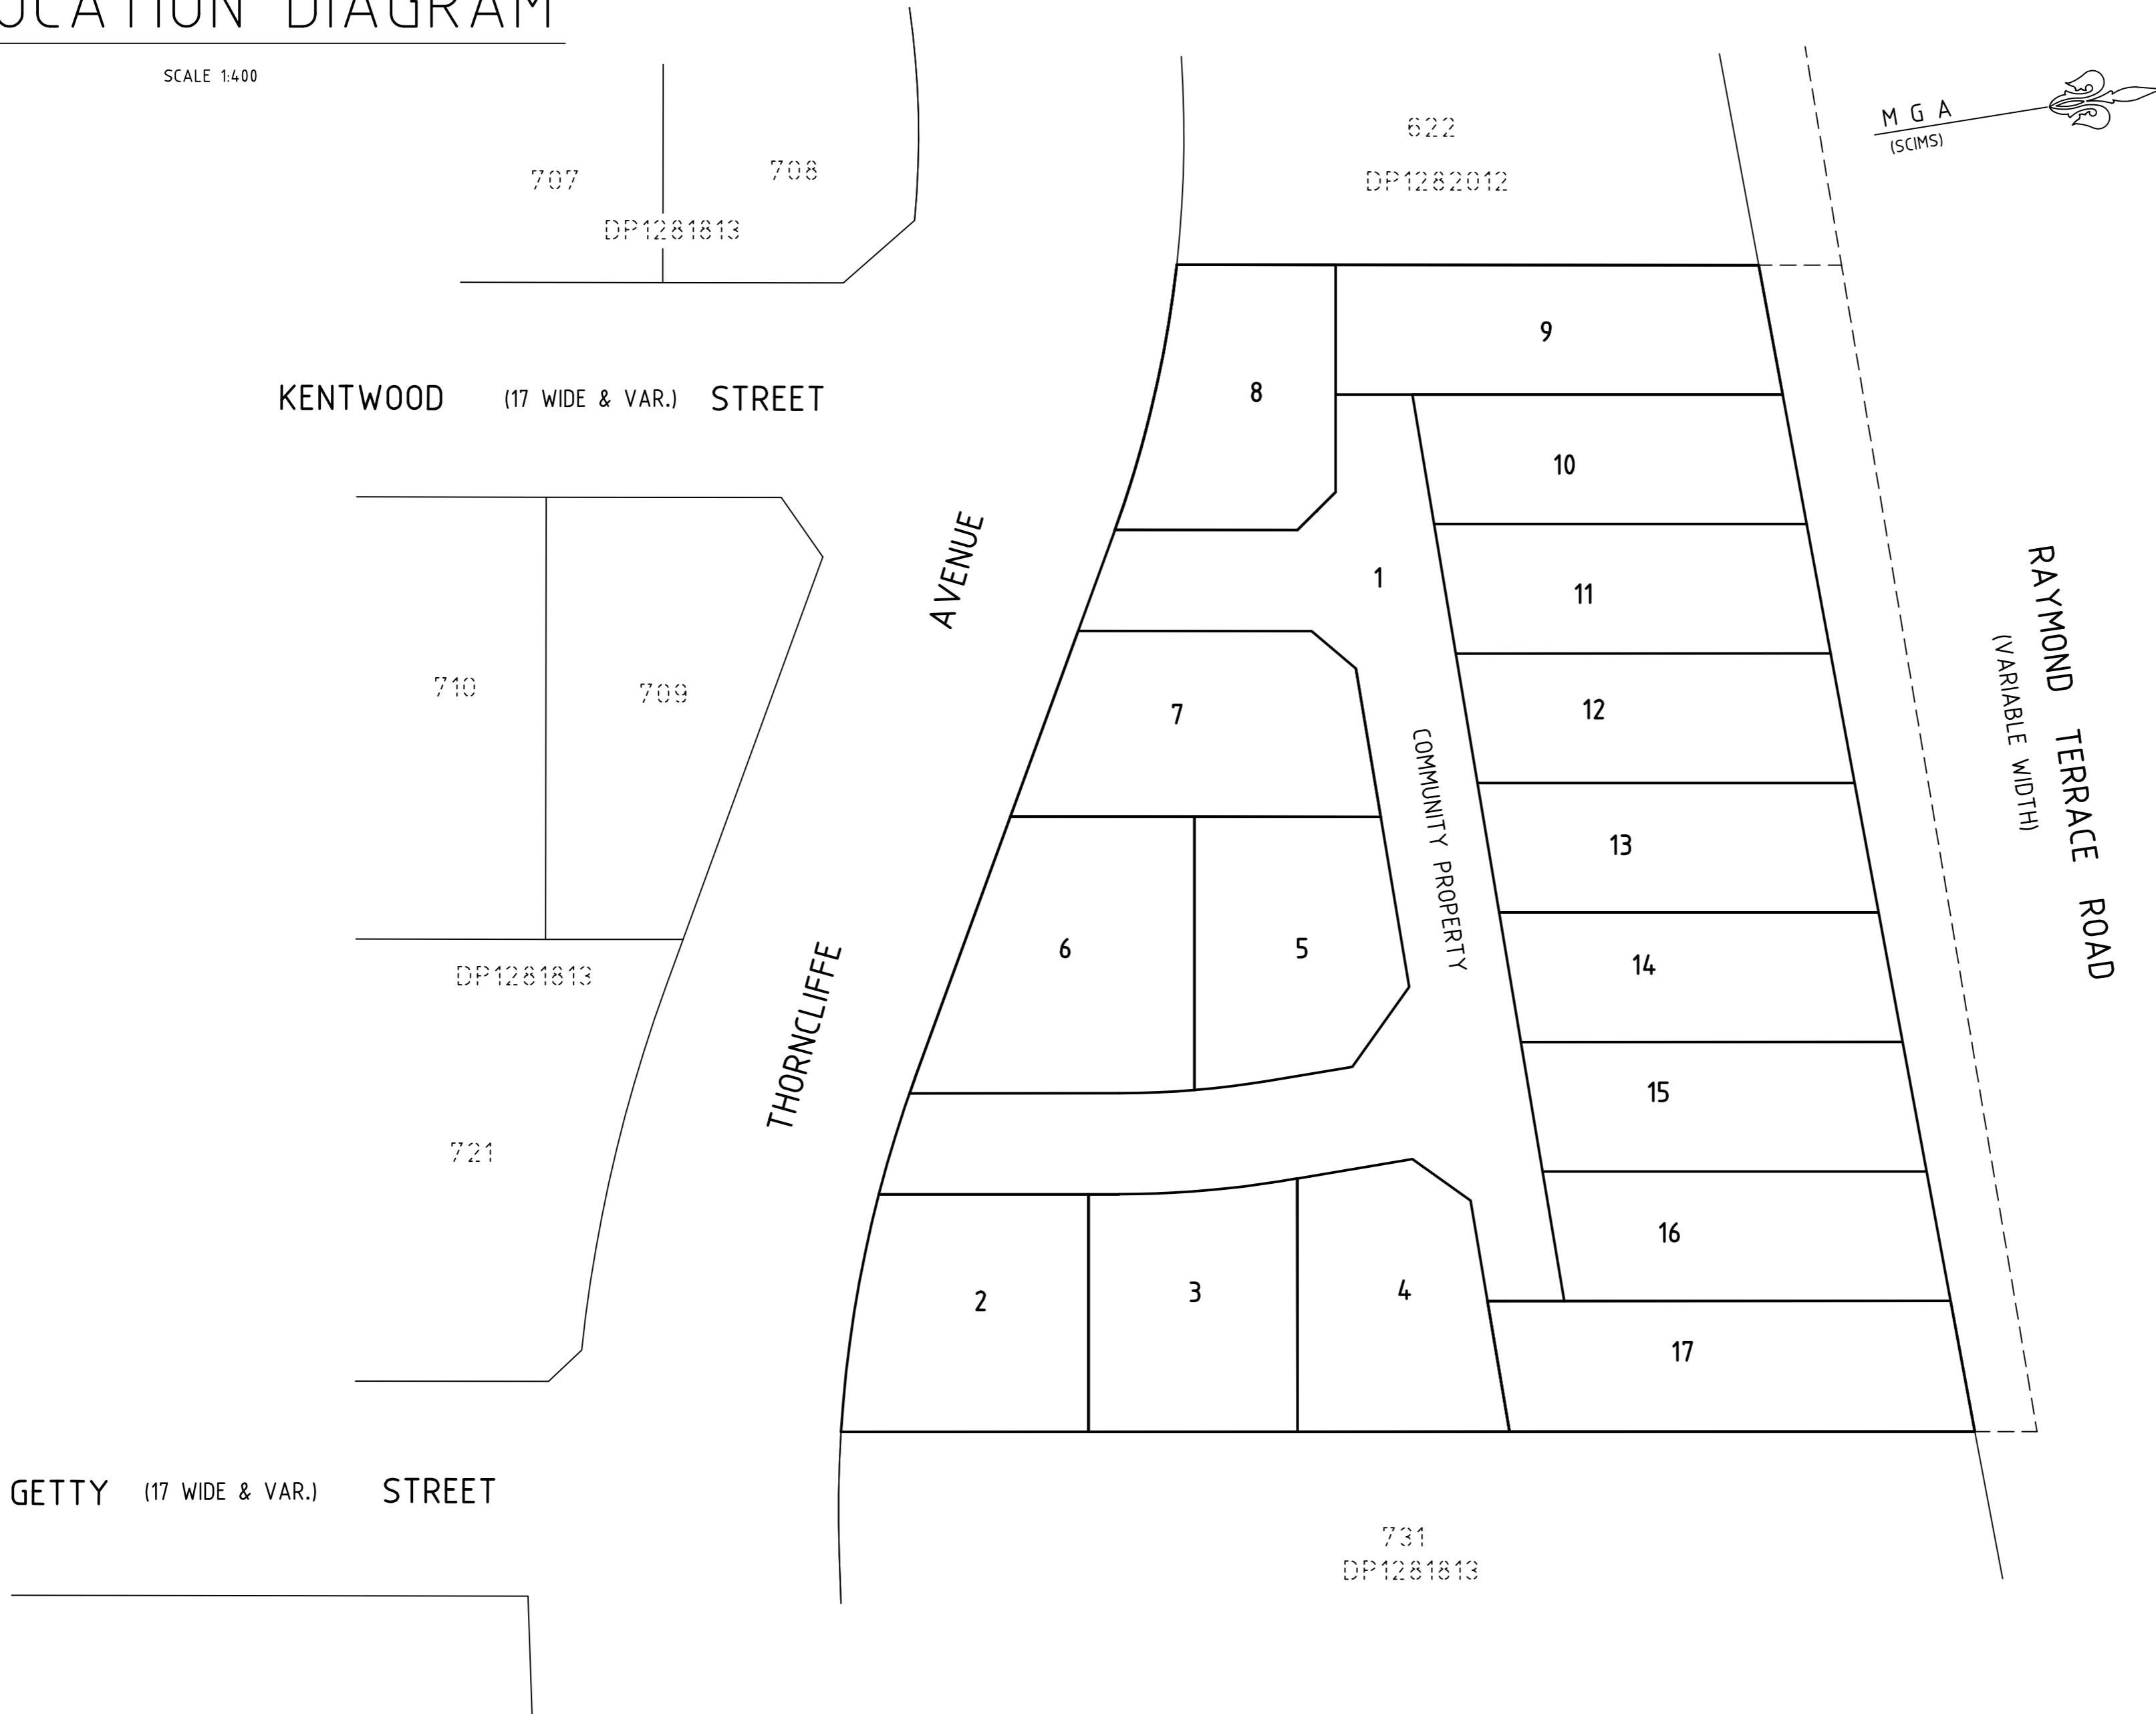 OCATION DIAGRAM
SCALE 1:400
707
708
DP1281813
622
DP1282012
M G A
(SCIMS)
KENTWOOD (17 WIDE & VAR.) STREET
8
9
10
11
12
13
14
15
16
17
1
7
6
5
2
3
4
COMMUNITY PROPERTY
THORNCLIFFE AVENUE
RAYMOND TERRACE ROAD
(VARIABLE WIDTH)
710
709
DP1281813
721
GETTY (17 WIDE & VAR.) STREET
731
DP1281813